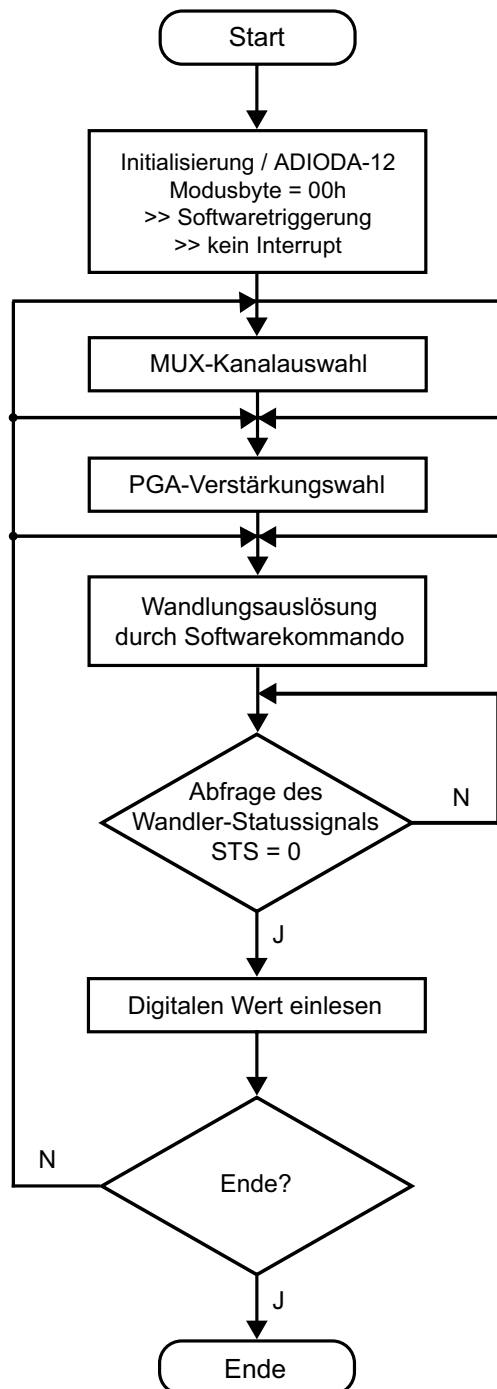 Start
Initialisierung / ADIODA-12
Modusbyte = 00h
>> Softwaretriggerung
>> kein Interrupt
MUX-Kanalauswahl
PGA-Verstärkungswahl
Wandlungsauslösung
durch Softwarekommando
Abfrage des
Wandler-Statussignals
STS = 0
N
J
Digitalen Wert einlesen
N
Ende?
J
Ende